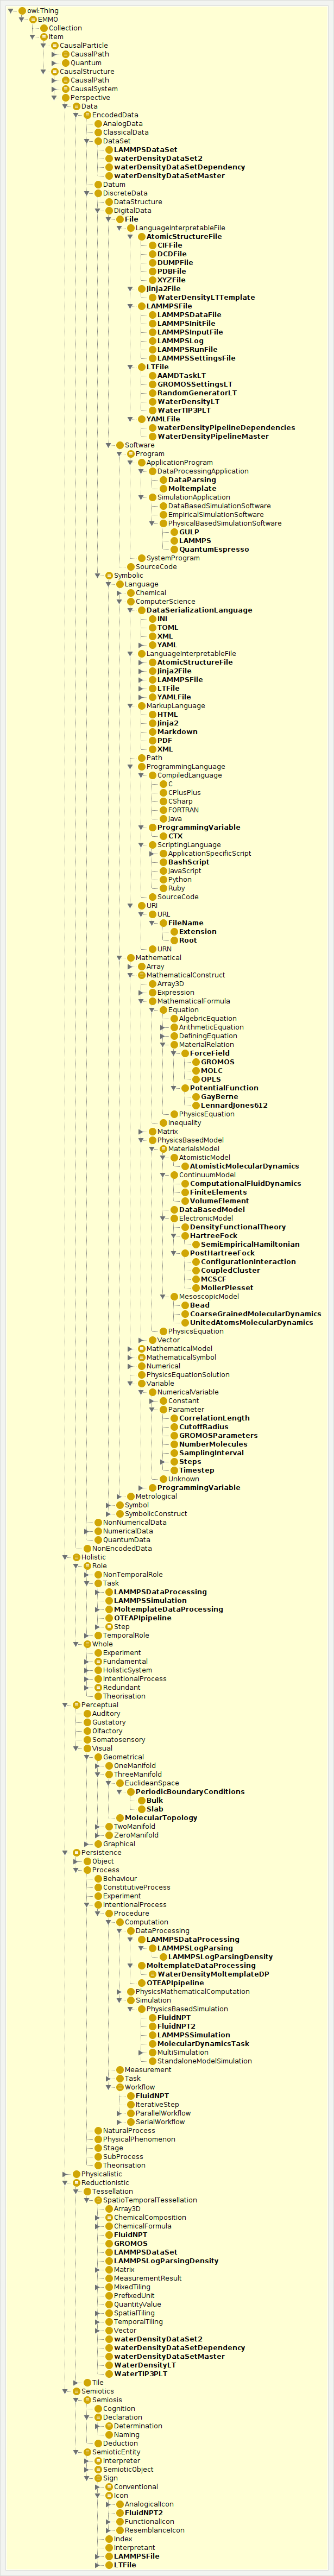 owl:Thing
EMMO
Collection
Item
CausalParticle
CausalPath
Quantum
CausalStructure
CausalPath
CausalSystem
Perspective
Data
EncodedData
AnalogData
ClassicalData
DataSet
LAMMPSDataSet
waterDensityDataSet2
waterDensityDataSetDependency
waterDensityDataSetMaster
Datum
DiscreteData
DataStructure
DigitalData
File
LanguageInterpretableFile
AtomicStructureFile
CIFFile
DCDFile
DUMPFile
PDBFile
XYZFile
Jinja2File
WaterDensityLTTemplate
LAMMPSFile
LAMMPSDataFile
LAMMPSInitFile
LAMMPSInputFile
LAMMPSLog
LAMMPSRunFile
LAMMPSSettingsFile
LTFile
AAMDTaskLT
GROMOSSettingsLT
RandomGeneratorLT
WaterDensityLT
WaterTIP3PLT
YAMLFile
waterDensityPipelineDependencies
WaterDensityPipelineMaster
Software
Program
ApplicationProgram
DataProcessingApplication
DataParsing
Moltemplate
SimulationApplication
DataBasedSimulationSoftware
EmpiricalSimulationSoftware
PhysicalBasedSimulationSoftware
GULP
LAMMPS
QuantumEspresso
SystemProgram
SourceCode
Symbolic
Language
Chemical
ComputerScience
DataSerializationLanguage
INI
TOML
XML
YAML
LanguageInterpretableFile
AtomicStructureFile
Jinja2File
LAMMPSFile
LTFile
YAMLFile
MarkupLanguage
HTML
Jinja2
Markdown
PDF
XML
Path
ProgrammingLanguage
CompiledLanguage
C
CPlusPlus
CSharp
FORTRAN
Java
ProgrammingVariable
CTX
ScriptingLanguage
ApplicationSpecificScript
BashScript
JavaScript
Python
Ruby
SourceCode
URI
URL
FileName
Extension
Root
URN
Mathematical
Array
MathematicalConstruct
Array3D
Expression
MathematicalFormula
Equation
AlgebricEquation
ArithmeticEquation
DefiningEquation
MaterialRelation
ForceField
GROMOS
MOLC
OPLS
PotentialFunction
GayBerne
LennardJones612
PhysicsEquation
Inequality
Matrix
PhysicsBasedModel
MaterialsModel
AtomisticModel
AtomisticMolecularDynamics
ContinuumModel
ComputationalFluidDynamics
FiniteElements
VolumeElement
DataBasedModel
ElectronicModel
DensityFunctionalTheory
HartreeFock
SemiEmpiricalHamiltonian
PostHartreeFock
ConfigurationInteraction
CoupledCluster
MCSCF
MollerPlesset
MesoscopicModel
Bead
CoarseGrainedMolecularDynamics
UnitedAtomsMolecularDynamics
PhysicsEquation
Vector
MathematicalModel
MathematicalSymbol
Numerical
PhysicsEquationSolution
Variable
NumericalVariable
Constant
Parameter
CorrelationLength
CutoffRadius
GROMOSParameters
NumberMolecules
SamplingInterval
Steps
Timestep
Unknown
ProgrammingVariable
Metrological
Symbol
SymbolicConstruct
NonNumericalData
NumericalData
QuantumData
NonEncodedData
Holistic
Role
NonTemporalRole
Task
LAMMPSDataProcessing
LAMMPSSimulation
MoltemplateDataProcessing
OTEAPIpipeline
Step
TemporalRole
Whole
Experiment
Fundamental
HolisticSystem
IntentionalProcess
Redundant
Theorisation
Perceptual
Auditory
Gustatory
Olfactory
Somatosensory
Visual
Geometrical
OneManifold
ThreeManifold
EuclideanSpace
PeriodicBoundaryConditions
Bulk
Slab
MolecularTopology
TwoManifold
ZeroManifold
Graphical
Persistence
Object
Process
Behaviour
ConstitutiveProcess
Experiment
IntentionalProcess
Procedure
Computation
DataProcessing
LAMMPSDataProcessing
LAMMPSLogParsing
LAMMPSLogParsingDensity
MoltemplateDataProcessing
WaterDensityMoltemplateDP
OTEAPIpipeline
PhysicsMathematicalComputation
Simulation
PhysicsBasedSimulation
FluidNPT
FluidNPT2
LAMMPSSimulation
MolecularDynamicsTask
MultiSimulation
StandaloneModelSimulation
Measurement
Task
Workflow
FluidNPT
IterativeStep
ParallelWorkflow
SerialWorkflow
NaturalProcess
PhysicalPhenomenon
Stage
SubProcess
Theorisation
Physicalistic
Reductionistic
Tessellation
SpatioTemporalTessellation
Array3D
ChemicalComposition
ChemicalFormula
FluidNPT
GROMOS
LAMMPSDataSet
LAMMPSLogParsingDensity
Matrix
MeasurementResult
MixedTiling
PrefixedUnit
QuantityValue
SpatialTiling
TemporalTiling
Vector
waterDensityDataSet2
waterDensityDataSetDependency
waterDensityDataSetMaster
WaterDensityLT
WaterTIP3PLT
Tile
Semiotics
Semiosis
Cognition
Declaration
Determination
Naming
Deduction
SemioticEntity
Interpreter
SemioticObject
Sign
Conventional
Icon
AnalogicalIcon
FluidNPT2
FunctionalIcon
ResemblanceIcon
Index
Interpretant
LAMMPSFile
LTFile